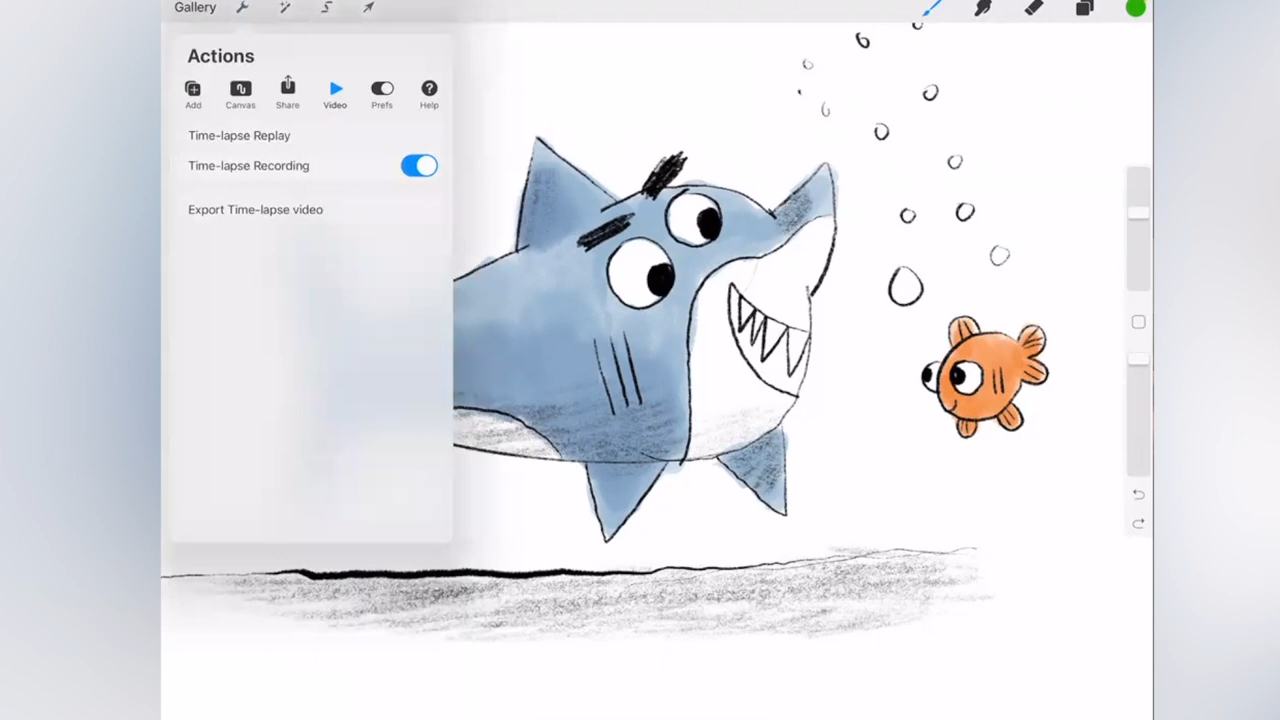 Gallery
Actions
Add Canvas Share Video Prefs Help
Time-lapse Replay
Time-lapse Recording
Export Time-lapse video